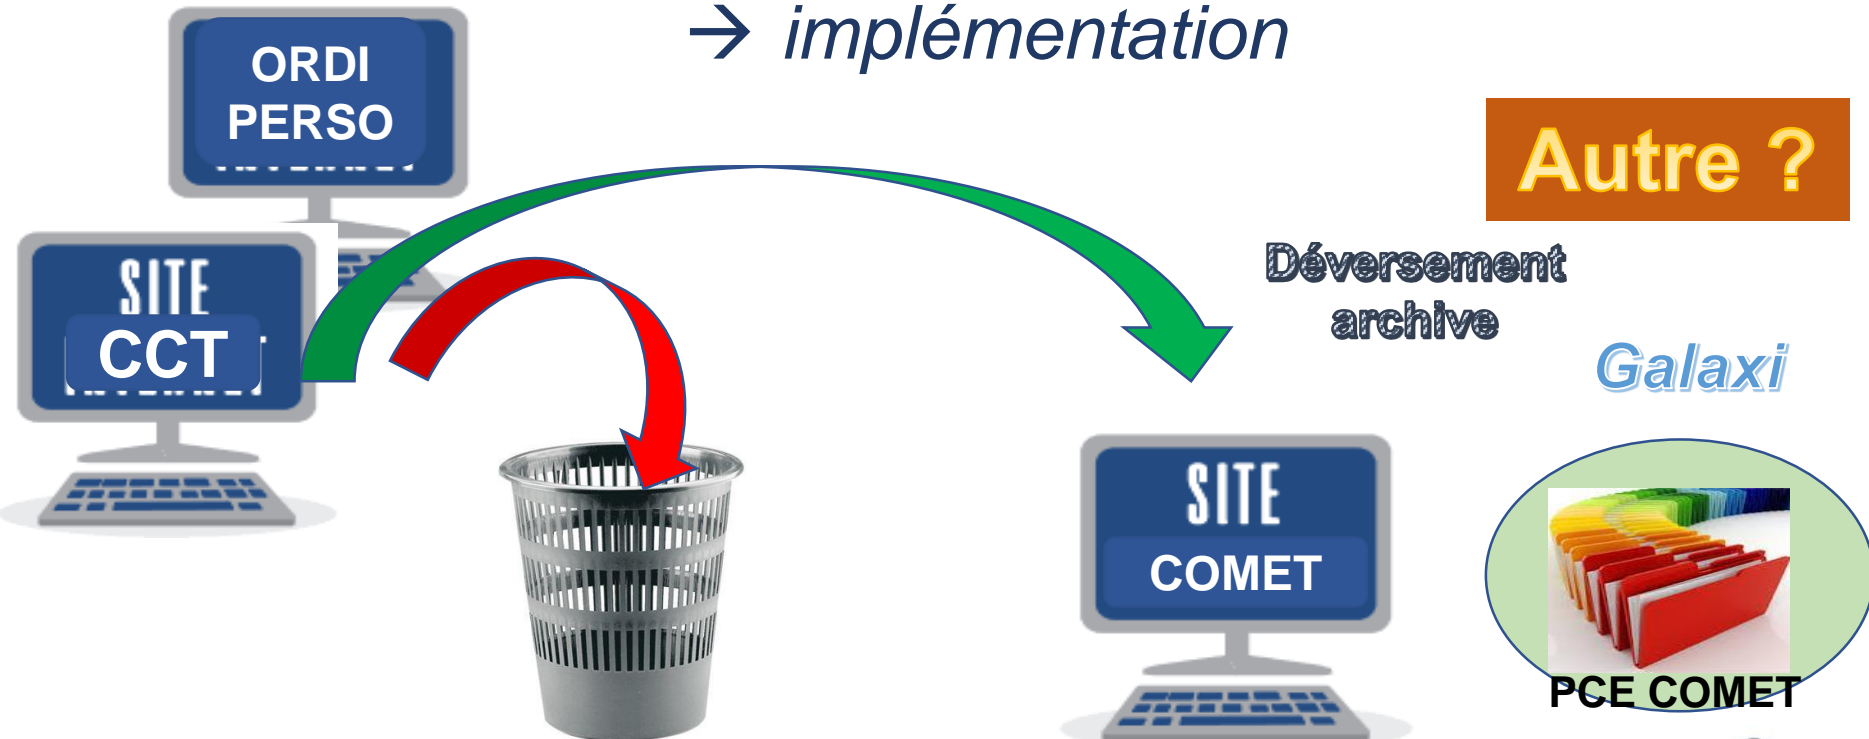 → implémentation
ORDI
PERSO
Autre ?
SITE
CCT
Déversement
archive
Galaxi
SITE
COMET
PCE COMET